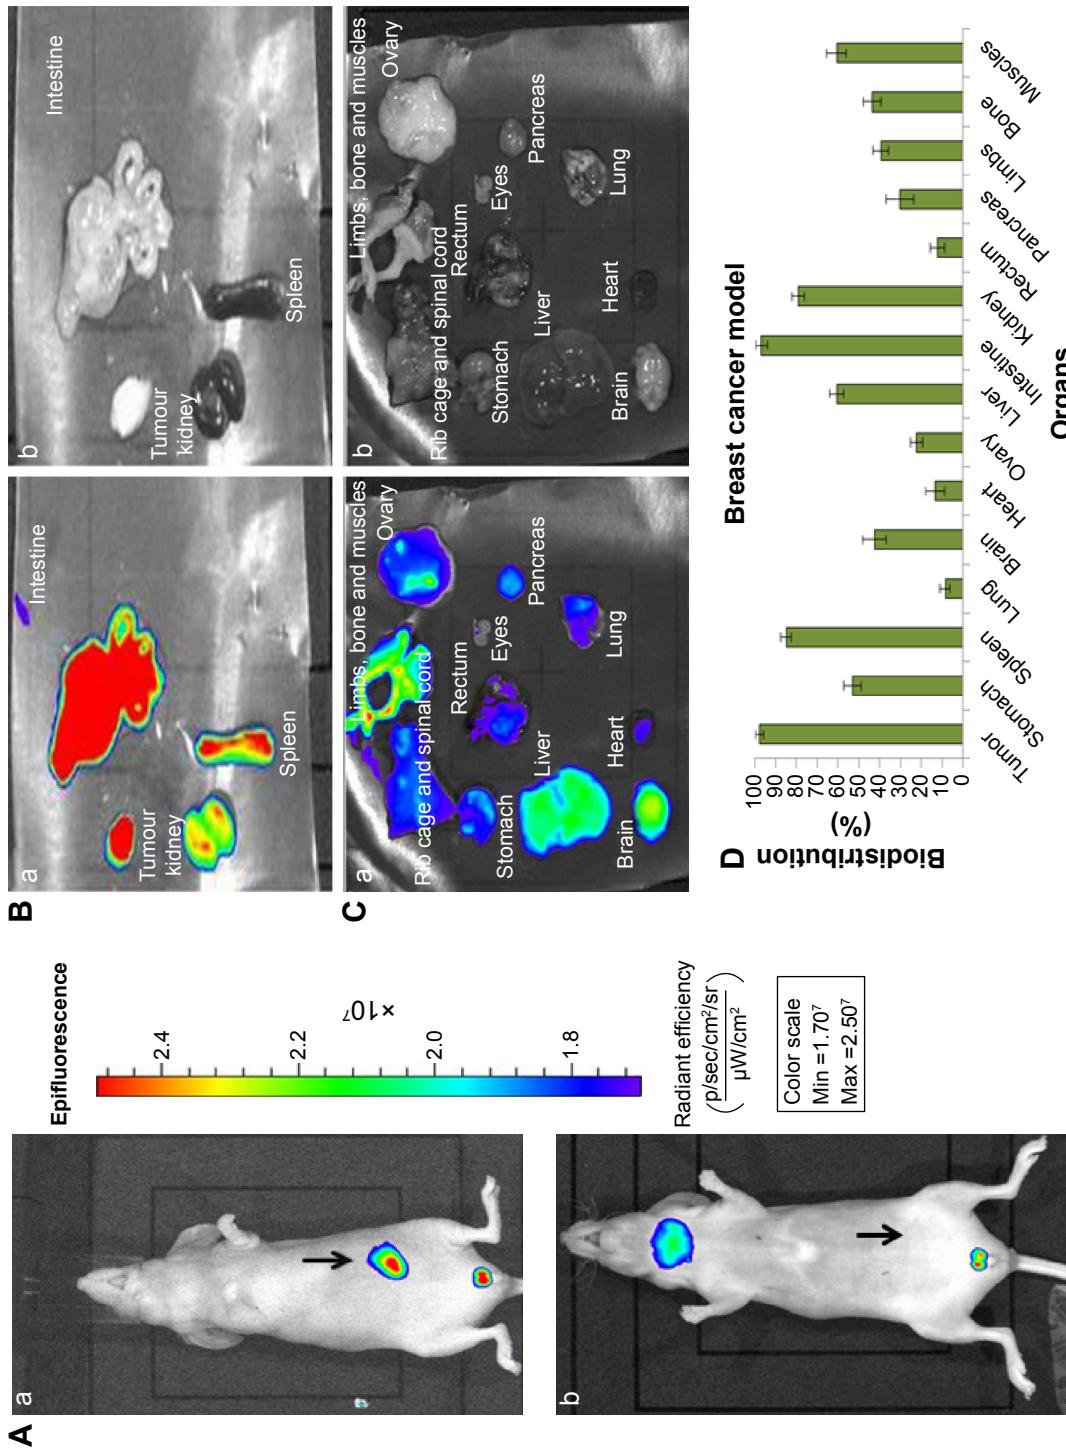 A
a
b
Epifluorescence
2.4
2.2
2.0
1.8
×10⁷
Radiant efficiency
(p/sec/cm²/sr
µW/cm²)
Color scale
Min =1.70⁷
Max =2.50⁷
B
a
Intestine
Tumour
kidney
Spleen
b
Intestine
Tumour
kidney
Spleen
C
a
Limbs, bone and muscles
Ovary
Rib cage and spinal cord
Rectum
Eyes
Pancreas
Stomach
Liver
Lung
Brain
Heart
b
Limbs, bone and muscles
Ovary
Rib cage and spinal cord
Rectum
Eyes
Pancreas
Stomach
Liver
Lung
Brain
Heart
D
Breast cancer model
Biodistribution
(%)
100
90
80
70
60
50
40
30
20
10
0
Tumor
Stomach
Spleen
Lung
Brain
Heart
Ovary
Liver
Intestine
Kidney
Rectum
Pancreas
Limbs
Bone
Muscles
Organs